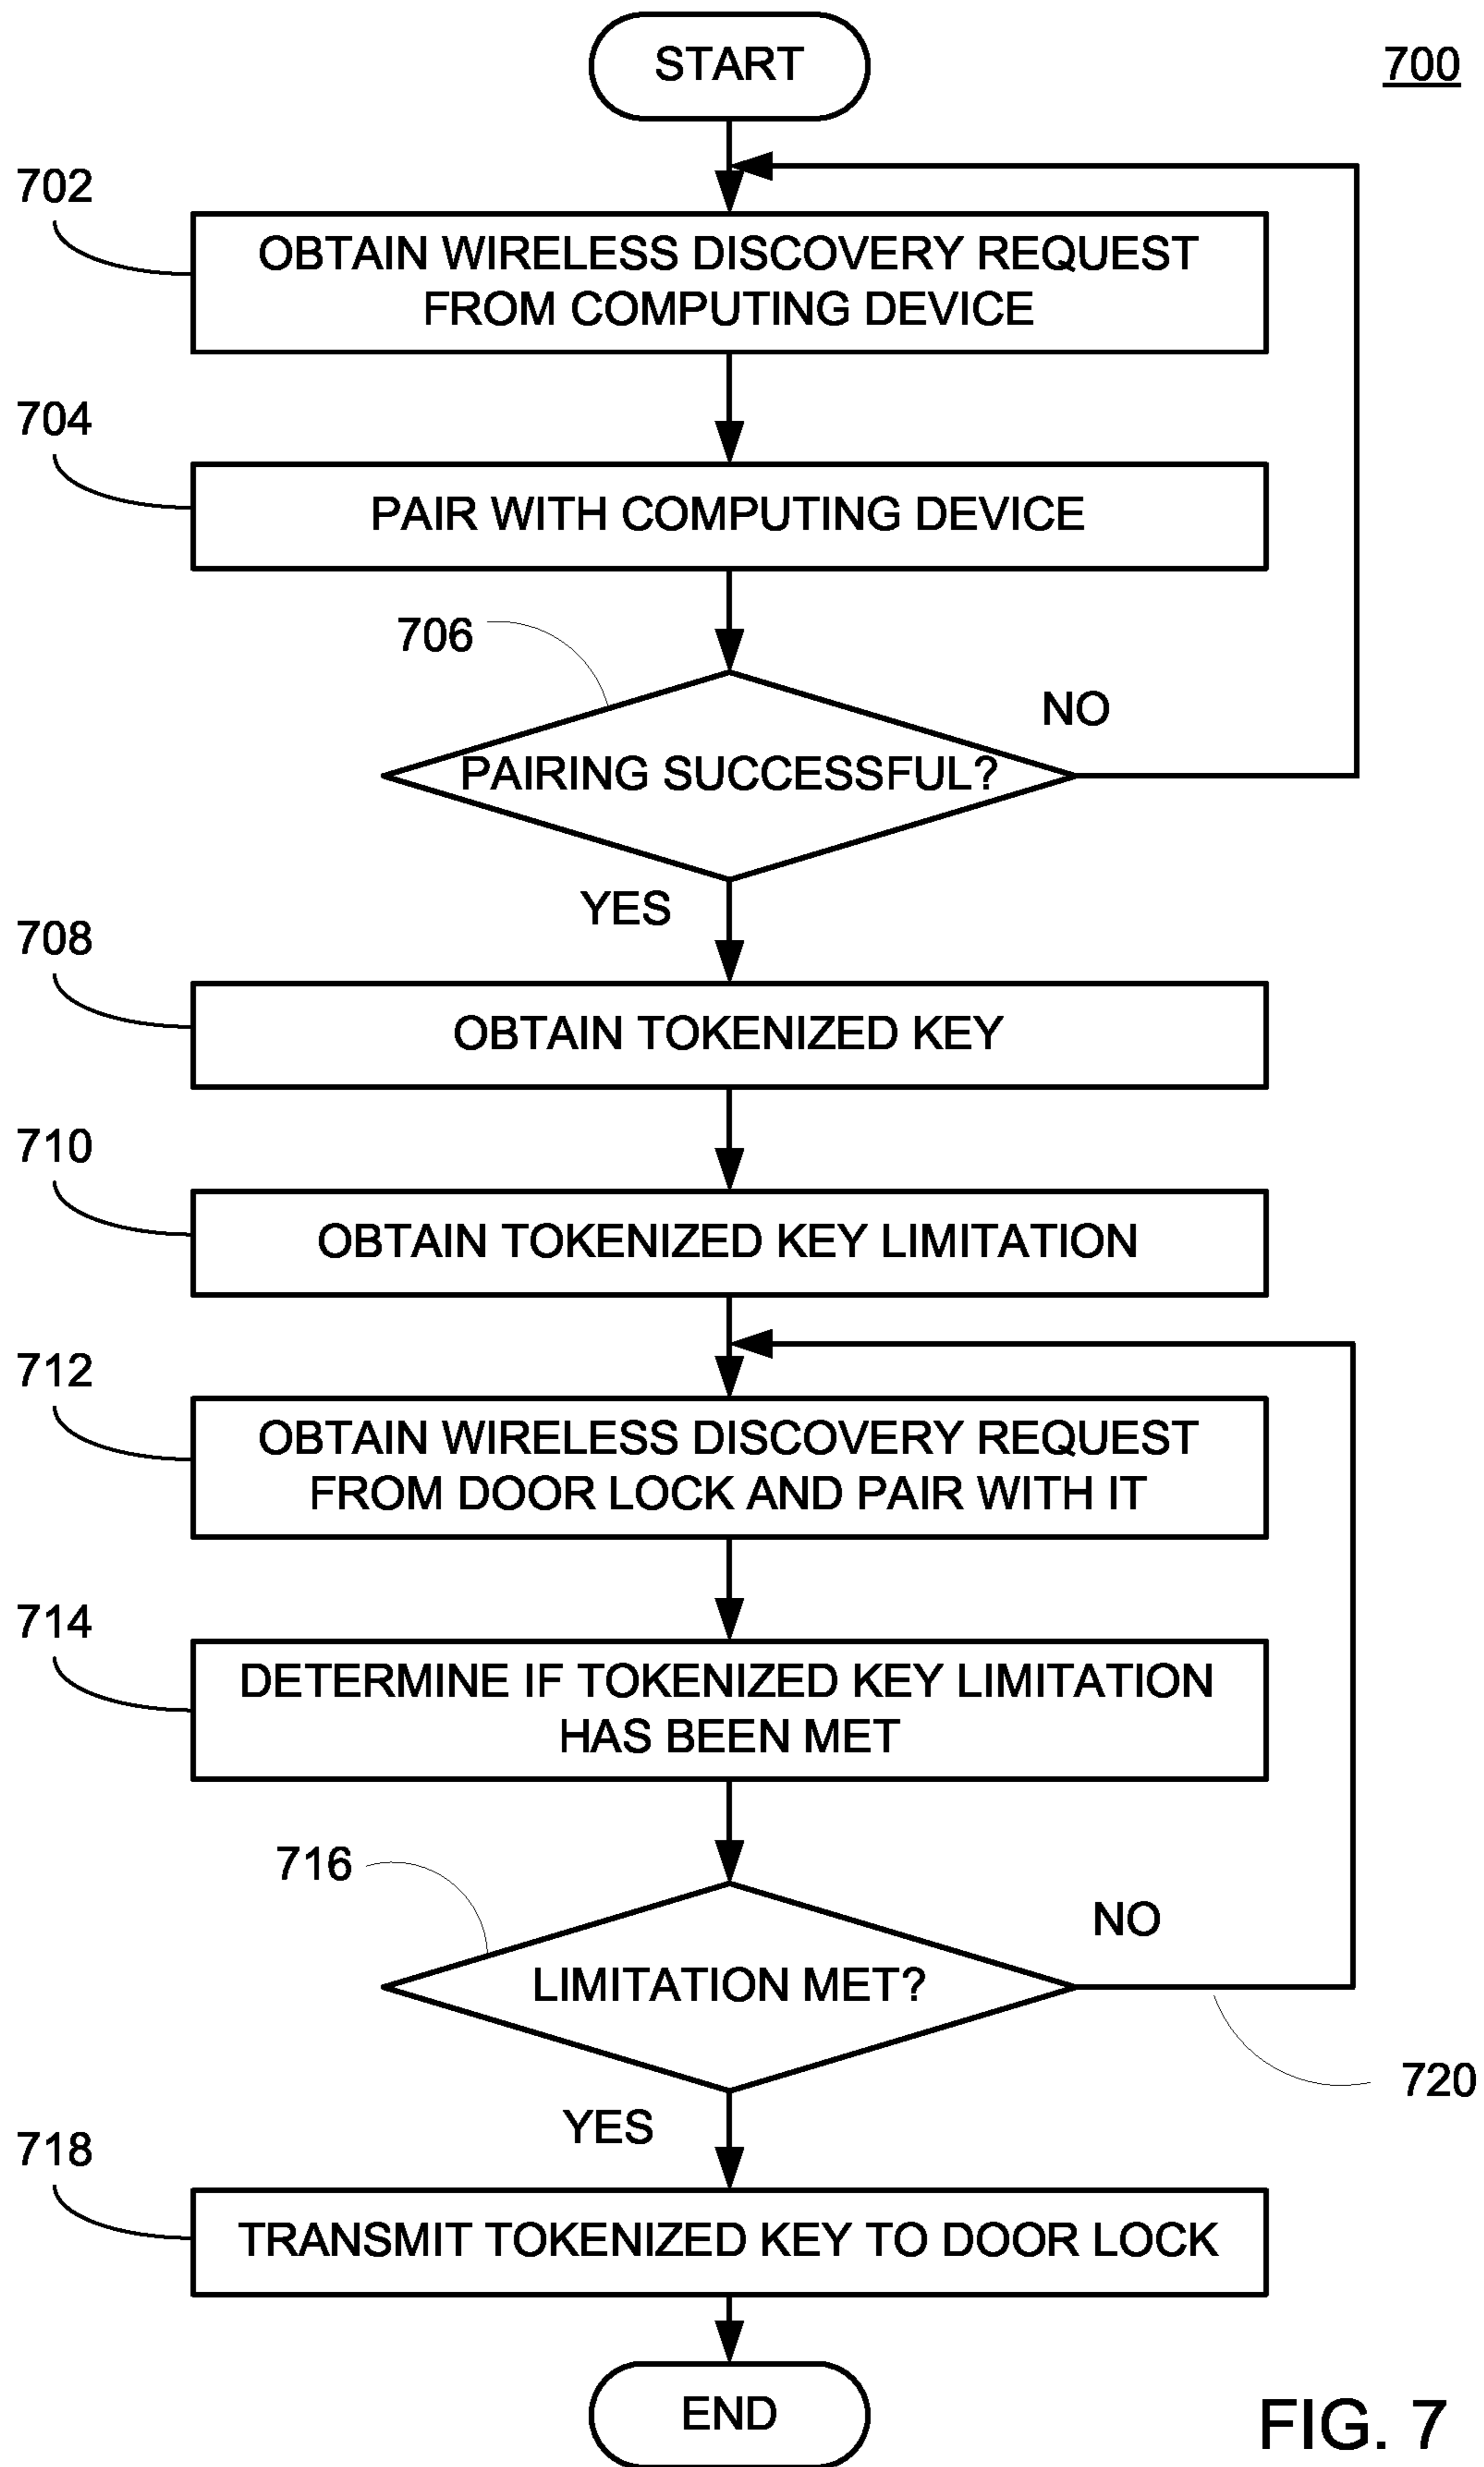 START
700
702
OBTAIN WIRELESS DISCOVERY REQUEST
FROM COMPUTING DEVICE
704
PAIR WITH COMPUTING DEVICE
706
NO
PAIRING SUCCESSFUL?
YES
708
OBTAIN TOKENIZED KEY
710
OBTAIN TOKENIZED KEY LIMITATION
712
OBTAIN WIRELESS DISCOVERY REQUEST
FROM DOOR LOCK AND PAIR WITH IT
714
DETERMINE IF TOKENIZED KEY LIMITATION
HAS BEEN MET
716
NO
LIMITATION MET?
720
YES
718
TRANSMIT TOKENIZED KEY TO DOOR LOCK
END
FIG. 7